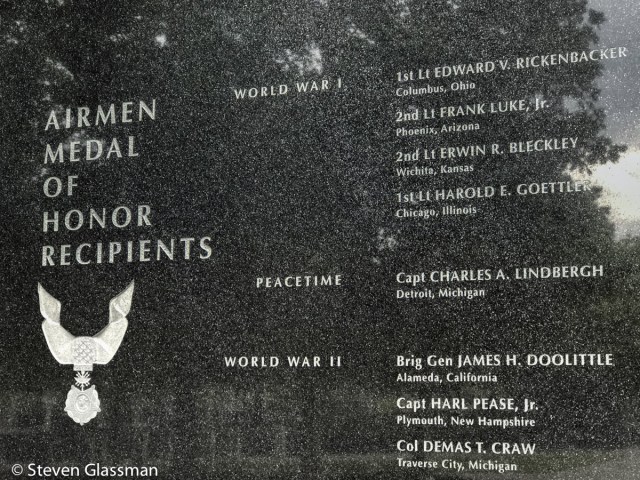 AIRMEN
MEDAL
OF
HONOR
RECIPIENTS
WORLD WAR I
1st Lt EDWARD V. RICKENBACKER
Columbus, Ohio
2nd Lt FRANK LUKE, Jr.
Phoenix, Arizona
2nd Lt ERWIN R. BLECKLEY
Wichita, Kansas
1st Lt HAROLD E. GOETTLER
Chicago, Illinois
PEACETIME
Capt CHARLES A. LINDBERGH
Detroit, Michigan
WORLD WAR II
Brig Gen JAMES H. DOOLITTLE
Alameda, California
Capt HARL PEASE, Jr.
Plymouth, New Hampshire
Col DEMAS T. CRAW
Traverse City, Michigan
© Steven Glassman